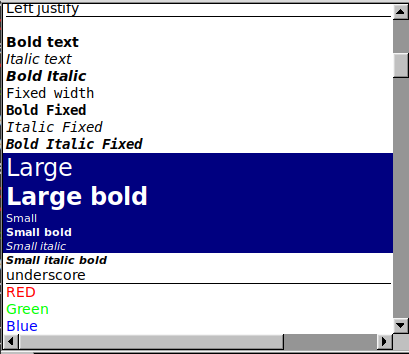 Left justify
Bold text
Italic text
Bold Italic
Fixed width
Bold Fixed
Italic Fixed
Bold Italic Fixed
Large
Large bold
Small
Small bold
Small italic
Small italic bold
underscore
RED
Green
Blue